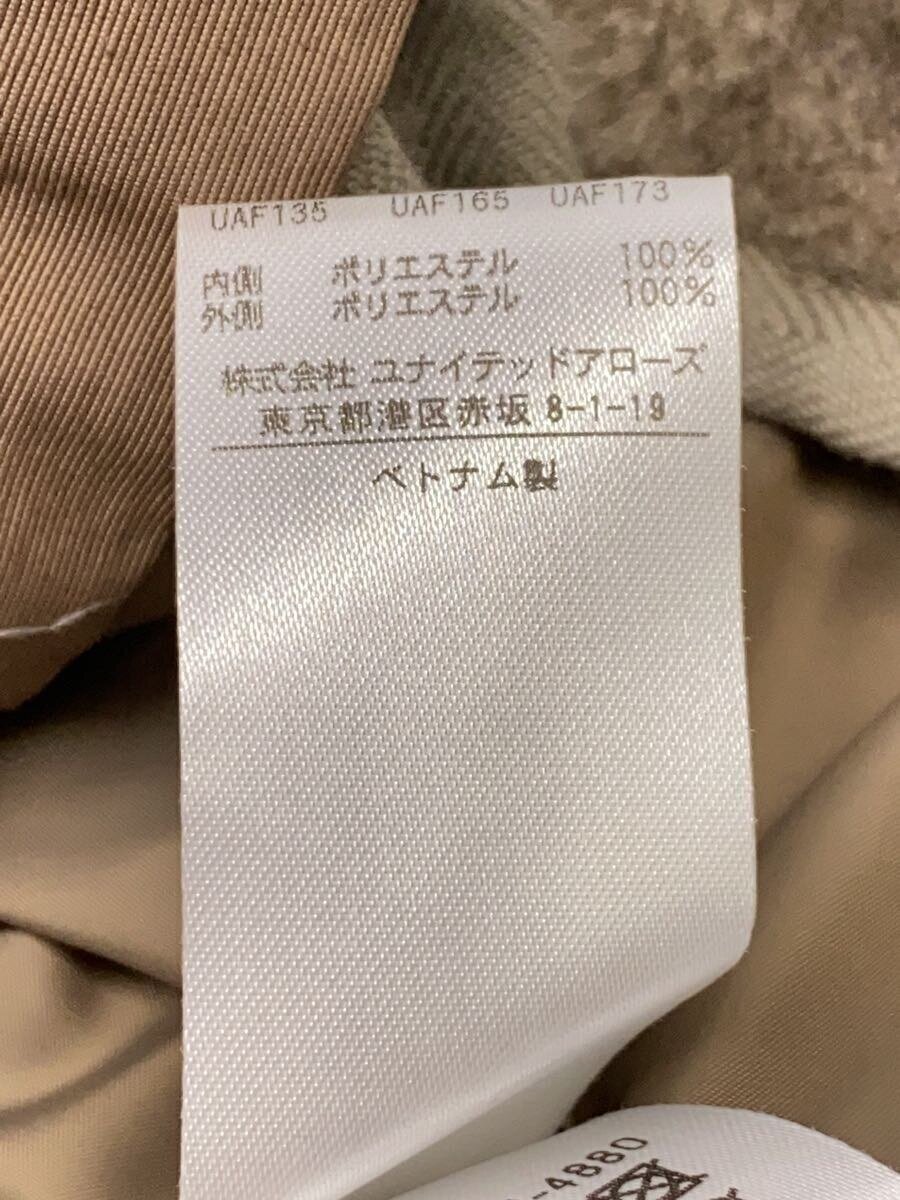 UAF135 UAF165 UAF173
内側 ポリエステル 100%
外側 ポリエステル 100%
株式会社 ユナイテッドアローズ
東京都港区赤坂 8-1-19
ベトナム製
-4880